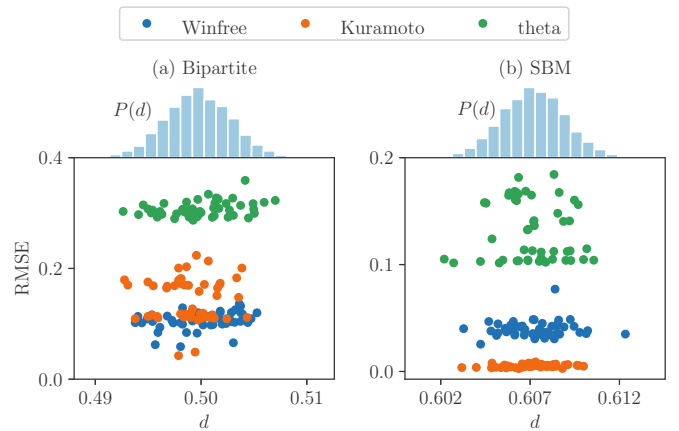 Winfree Kuramoto theta
(a) Bipartite
(b) SBM
P(d)
P(d)
RMSE
0.4
0.2
0.0
0.49 0.50 0.51
d
0.2
0.1
0.0
0.602 0.607 0.612
d